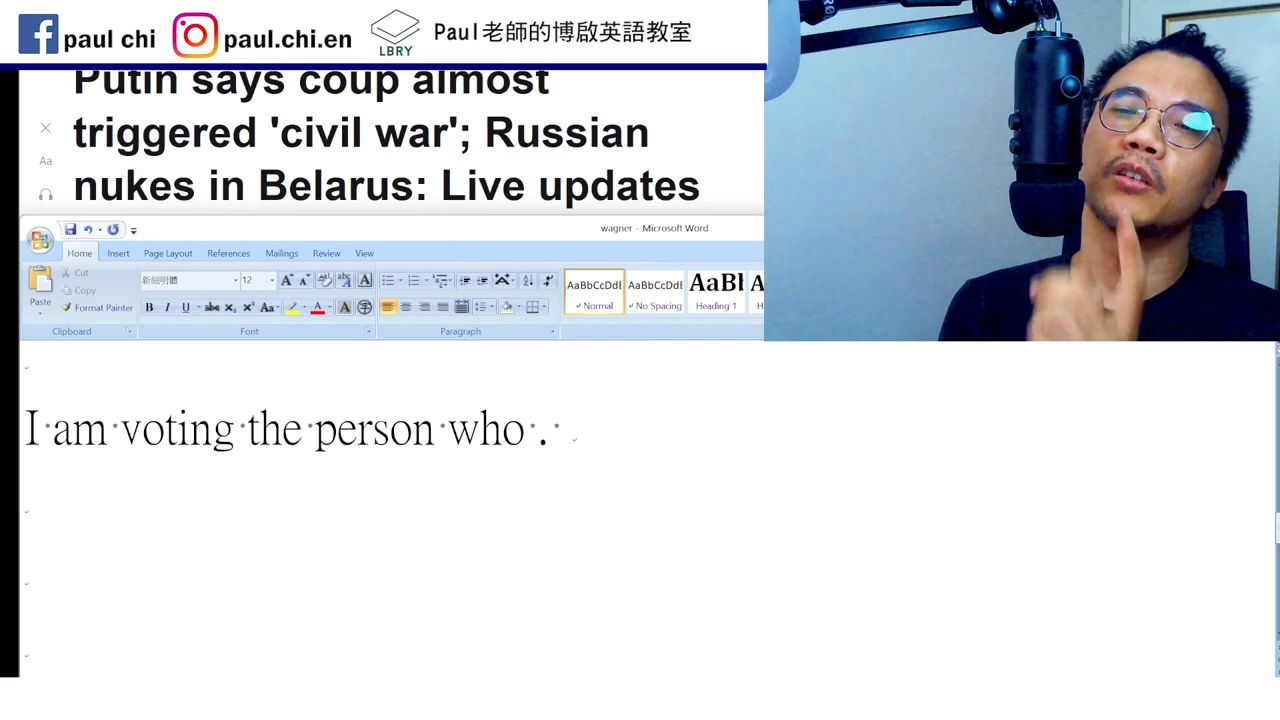 paul chi
paul.chi.en
LBRY
Paul老師的博啟英語教室
Putin says coup almost
triggered 'civil war'; Russian
nukes in Belarus: Live updates
Aa
wagner - Microsoft Word
Home Insert Page Layout References Mailings Review View
Paste
Cut
Copy
Format Painter
Clipboard
新細明體 12
Font
Paragraph
AaBbCcDdE AaBbCcDdE AaBl
Normal No Spacing Heading 1
I am voting the person who .